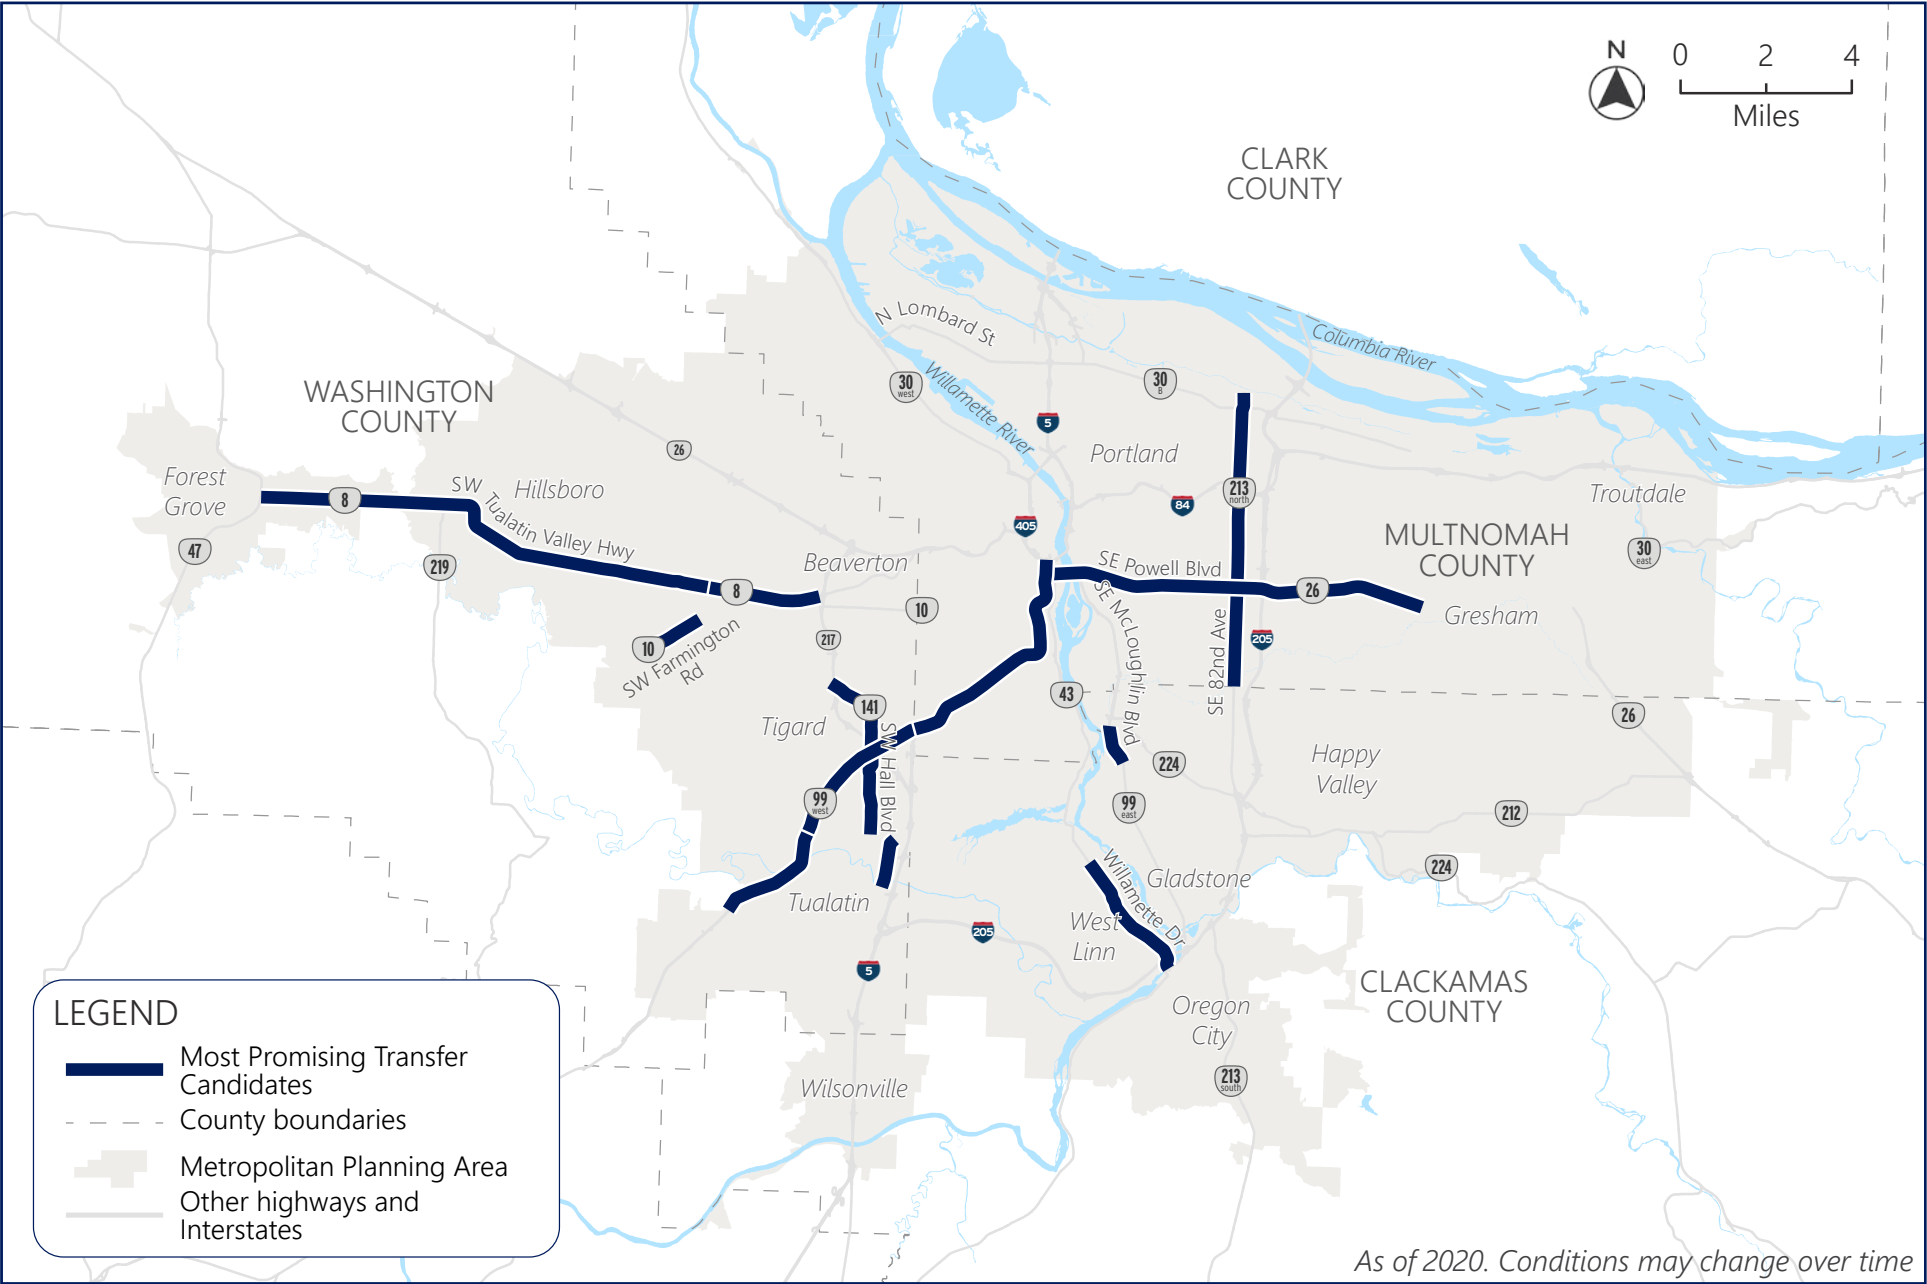 N
0 2 4
Miles
CLARK
COUNTY
N Lombard St
Columbia River
30
west
Willamette River
30
B
WASHINGTON
COUNTY
5
26
Portland
Forest
Grove
SW Tualatin Valley Hwy
Hillsboro
8
213
north
84
Troutdale
405
MULTNOMAH
COUNTY
47
219
Beaverton
SE Powell Blvd
30
east
8
26
10
Gresham
10
SW Farmington
Rd
217
SE McLoughlin Blvd
SE 82nd Ave
205
43
141
Tigard
SW Hall Blvd
26
Happy
Valley
224
99
west
99
east
212
Willamette Dr
Gladstone
224
Tualatin
West
Linn
205
5
CLACKAMAS
COUNTY
Oregon
City
Wilsonville
213
south
LEGEND
Most Promising Transfer
Candidates
County boundaries
Metropolitan Planning Area
Other highways and
Interstates
As of 2020. Conditions may change over time